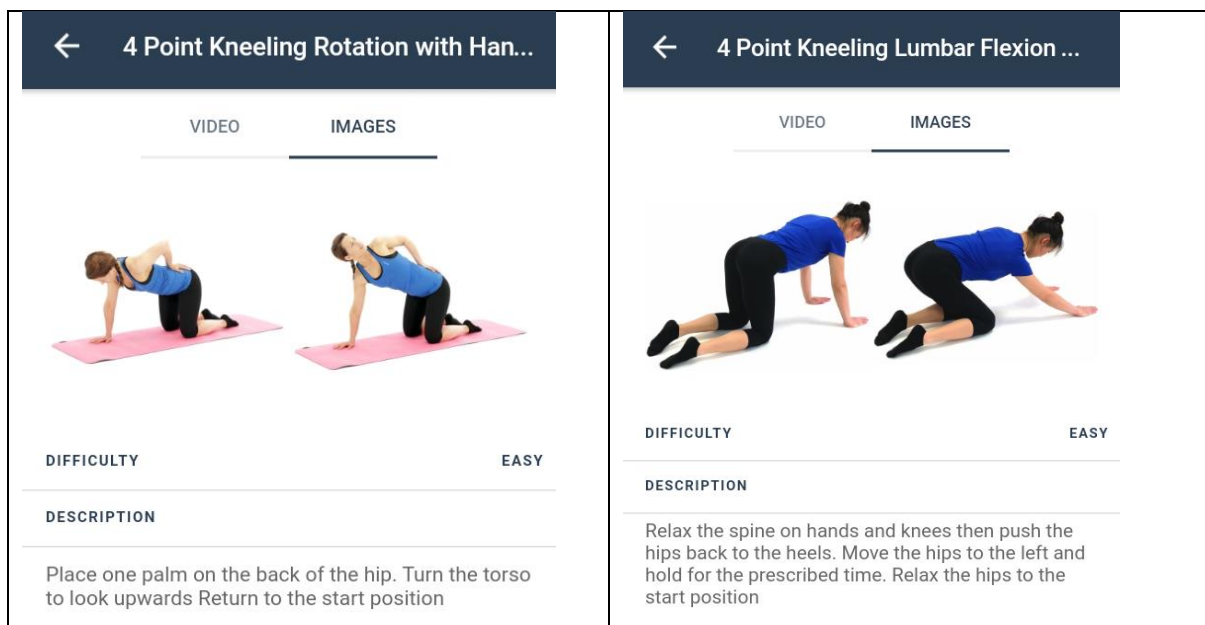 4 Point Kneeling Rotation with Han...
VIDEO IMAGES
DIFFICULTY EASY
DESCRIPTION
Place one palm on the back of the hip. Turn the torso
to look upwards Return to the start position
4 Point Kneeling Lumbar Flexion ...
VIDEO IMAGES
DIFFICULTY EASY
DESCRIPTION
Relax the spine on hands and knees then push the
hips back to the heels. Move the hips to the left and
hold for the prescribed time. Relax the hips to the
start position